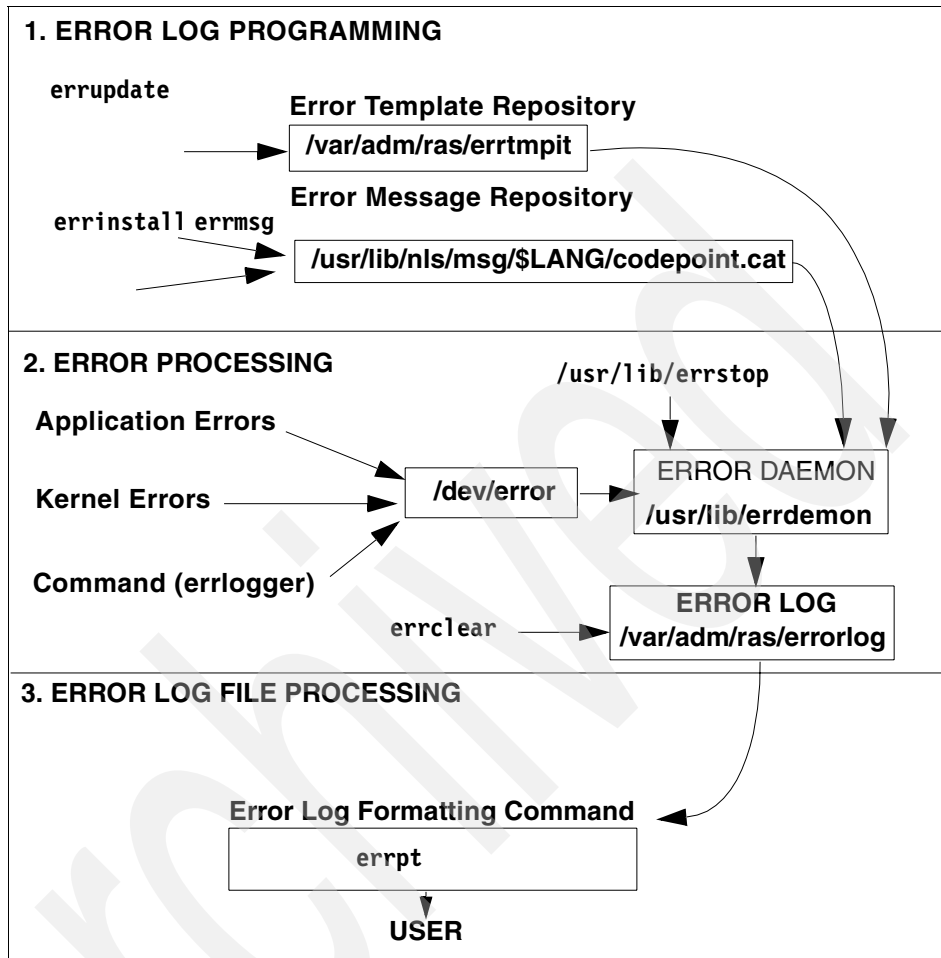 1. ERROR LOG PROGRAMMING
errupdate
Error Template Repository
/var/adm/ras/errtmpit
Error Message Repository
errinstall errmsg
/usr/lib/nls/msg/$LANG/codepoint.cat
2. ERROR PROCESSING
/usr/lib/errstop
Application Errors
ERROR DAEMON
/dev/error
Kernel Errors
/usr/lib/errdemon
Command (errlogger)
ERROR LOG
errclear
/var/adm/ras/errorlog
3. ERROR LOG FILE PROCESSING
Error Log Formatting Command
errpt
USER
rchived